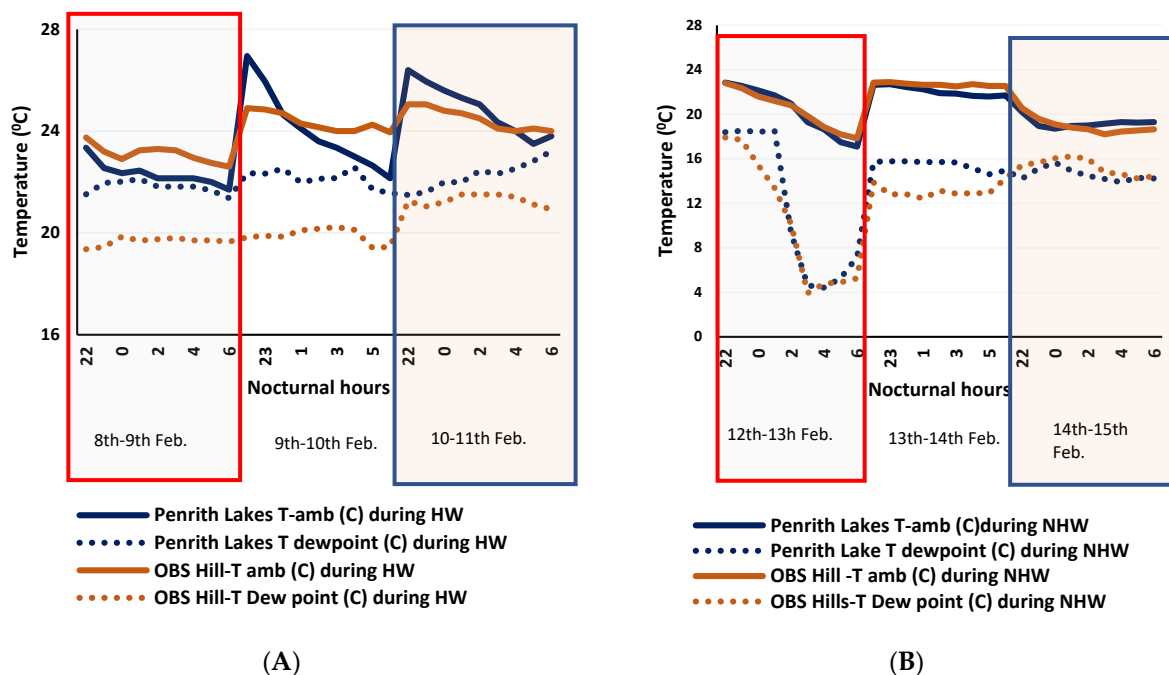 28
24
20
16
Temperature (⁰C)
22
0
2
4
6
23
1
3
5
22
0
2
4
6
Nocturnal hours
8th-9th Feb.
9th-10th Feb.
10-11th Feb.
Penrith Lakes T-amb (C) during HW
Penrith Lakes T dewpoint (C) during HW
OBS Hill-T amb (C) during HW
OBS Hill-T Dew point (C) during HW
(A)
28
24
20
16
12
8
4
0
Temperature (⁰C)
22
0
2
4
6
23
1
3
5
22
0
2
4
6
Nocturnal hours
12th-13h Feb.
13th-14th Feb.
14th-15th
Feb.
Penrith Lakes T-amb (C)during NHW
Penrith Lake T dewpoint (C) during NHW
OBS Hill -T amb (C) during NHW
OBS Hills-T Dew point (C) during NHW
(B)